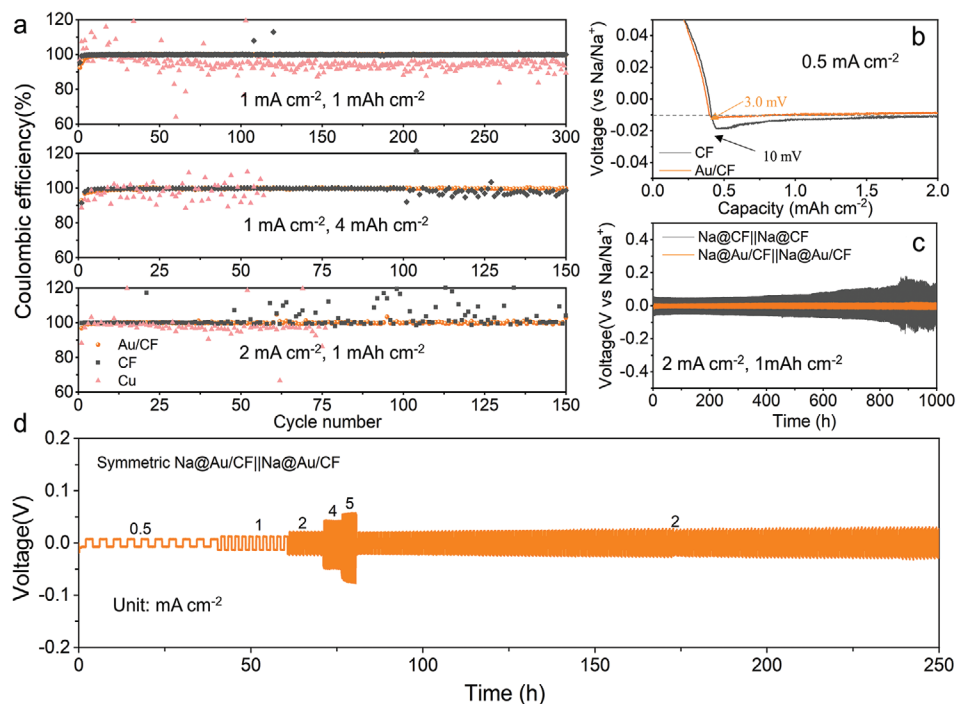 a
120
100
80
60
1 mA cm-2, 1 mAh cm-2
0 50 100 150 200 250 300
120
100
80
60
1 mA cm-2, 4 mAh cm-2
0 25 50 75 100 125 150
120
100
80
60
Au/CF
CF
Cu
2 mA cm-2, 1 mAh cm-2
0 25 50 75 100 125 150
Coulombic efficiency(%)
Cycle number
b
0.5 mA cm-2
0.04
0.02
0.00
-0.02
-0.04
3.0 mV
10 mV
CF
Au/CF
0.0 0.5 1.0 1.5 2.0
Voltage (vs Na/Na+)
Capacity (mAh cm-2)
c
Na@CF||Na@CF
Na@Au/CF||Na@Au/CF
0.4
0.2
0.0
-0.2
-0.4
2 mA cm-2, 1mAh cm-2
0 200 400 600 800 1000
Voltage(V vs Na/Na+)
Time (h)
d
Symmetric Na@Au/CF||Na@Au/CF
0.2
0.1
0.0
-0.1
-0.2
0.5 1 2 4 5 2
Unit: mA cm-2
0 50 100 150 200 250
Voltage(V)
Time (h)